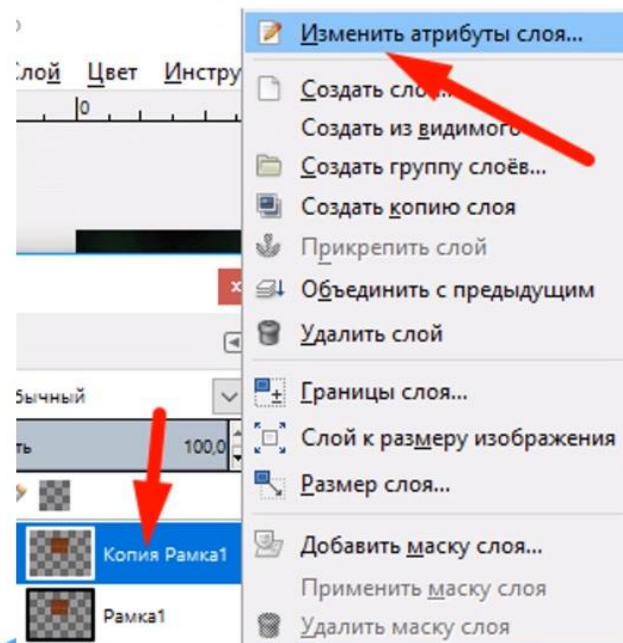 Слой Цвет Инстру
0
Обычный
ть 100,0
Копия Рамка1
Рамка1
Изменить атрибуты слоя...
Создать сло...
Создать из видимого
Создать группу слоёв...
Создать копию слоя
Прикрепить слой
Объединить с предыдущим
Удалить слой
Границы слоя...
Слой к размеру изображения
Размер слоя...
Добавить маску слоя...
Применить маску слоя
Удалить маску слоя